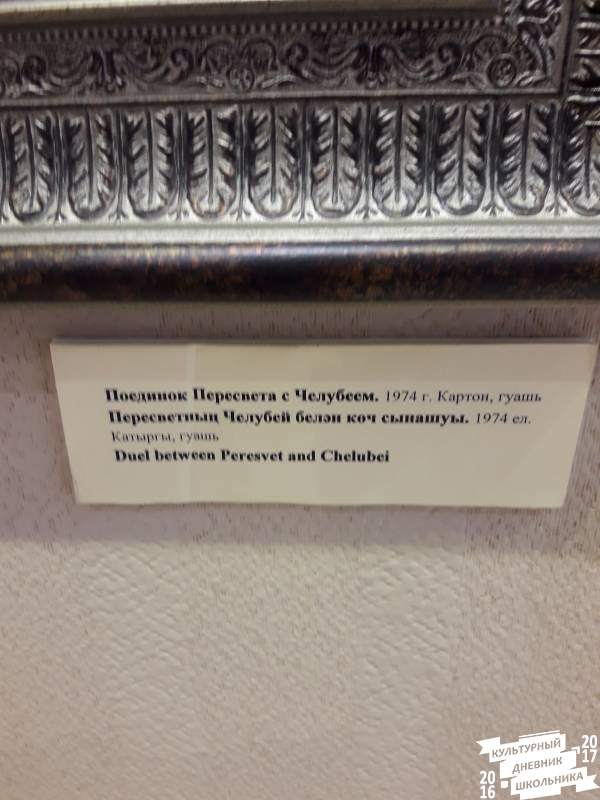 Поединок Пересвета с Челубеем. 1974 г. Картон, гуашь
Пересветның Челубей белән көч сынашуы. 1974 ел.
Катыргы, гуашь
Duel between Peresvet and Chelubei
КУЛЬТУРНЫЙ
ДНЕВНИК
ШКОЛЬНИКА
2016
2017